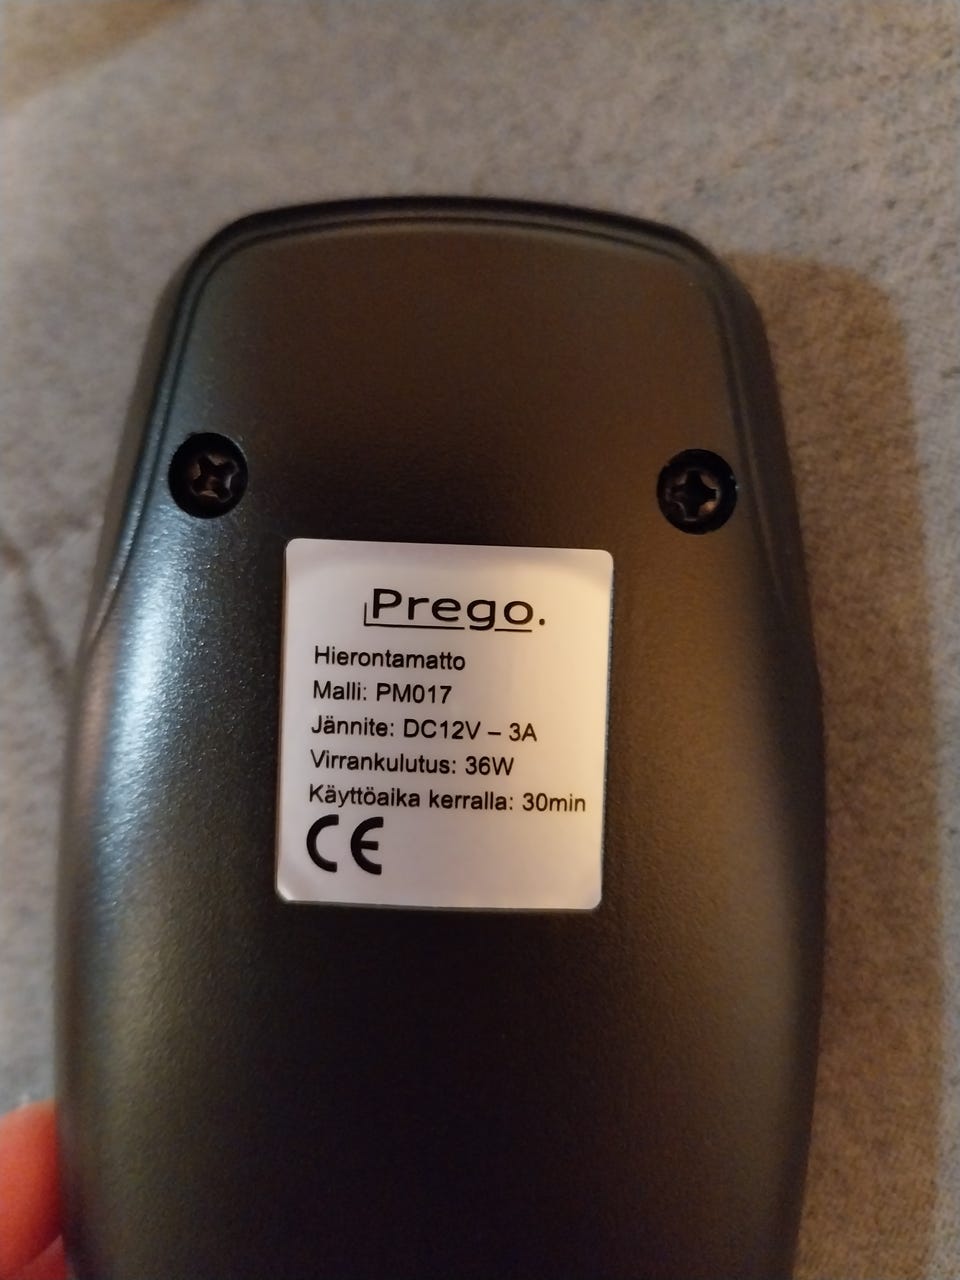 Prego.
Hierontamatto
Malli: PM017
Jännite: DC12V – 3A
Virrankulutus: 36W
Käyttöaika kerralla: 30min
CE